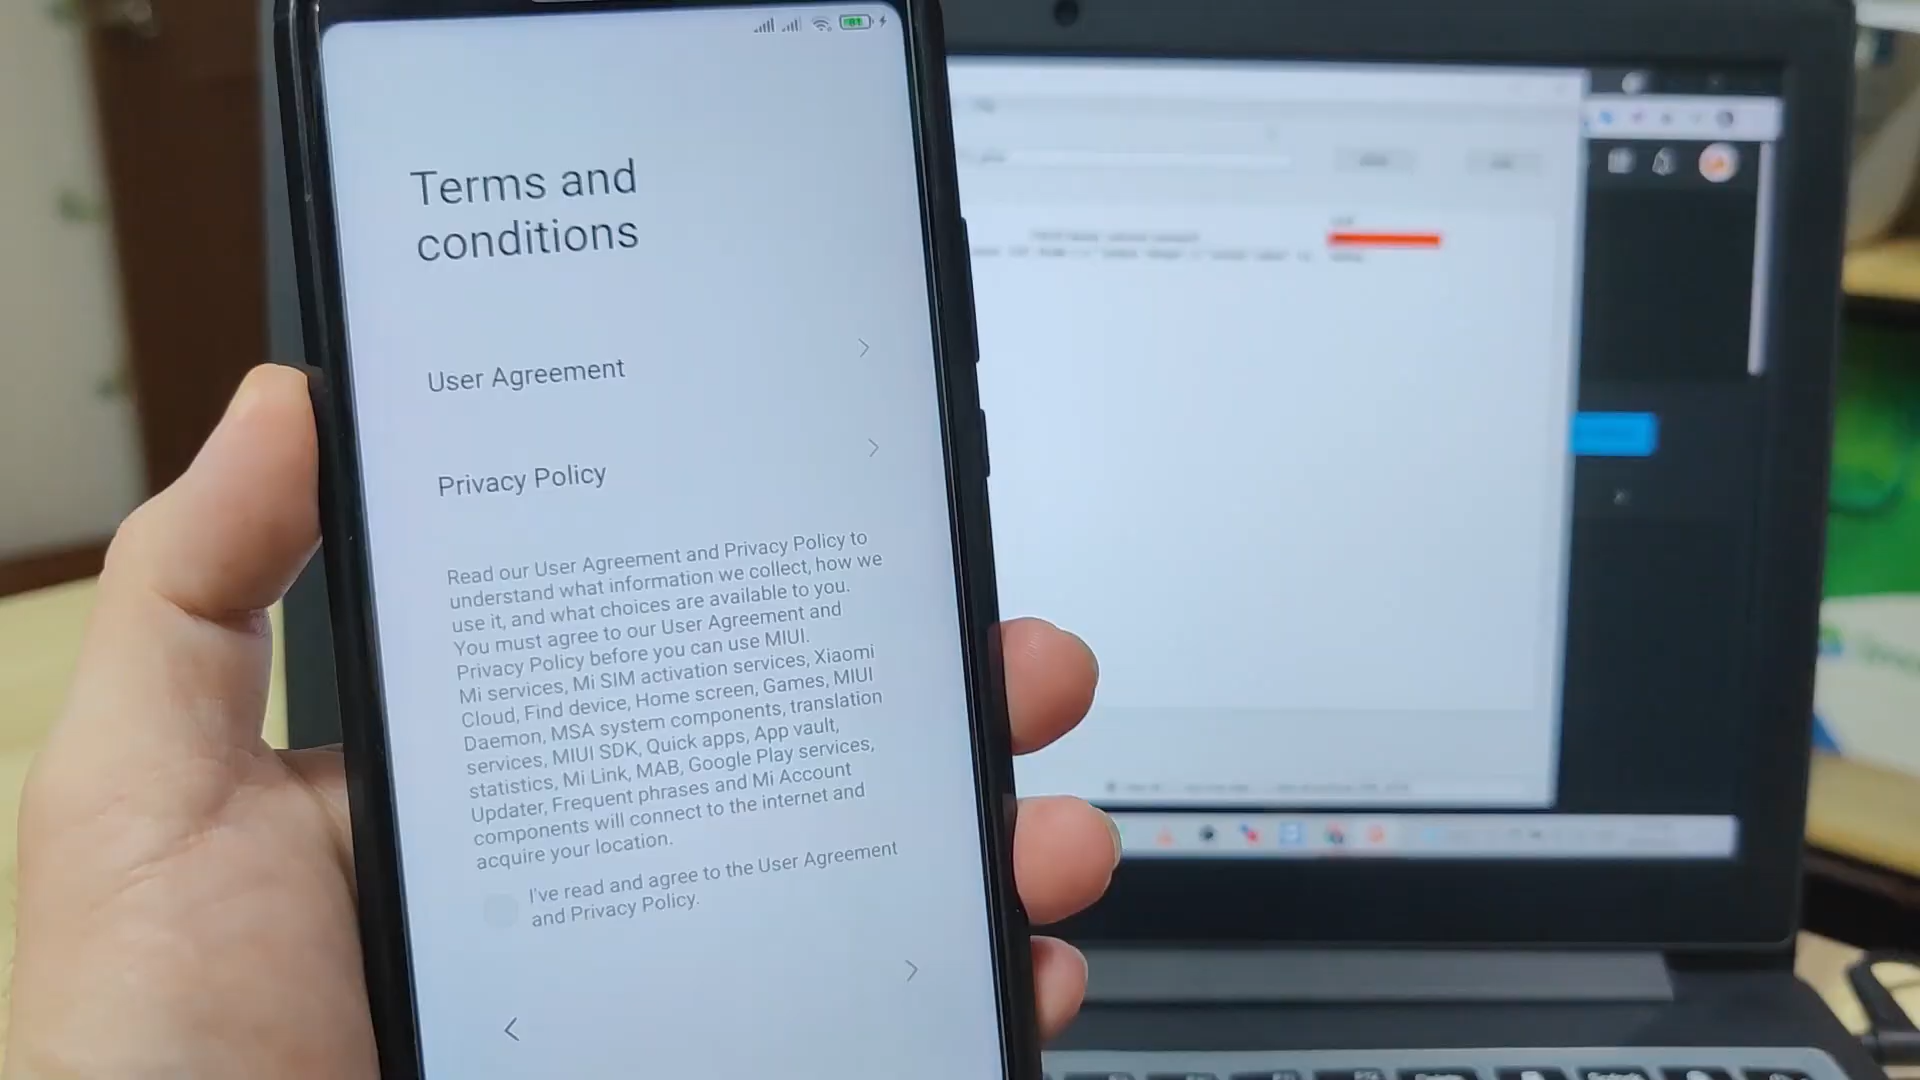 81
Terms and
conditions
User Agreement
Privacy Policy
Read our User Agreement and Privacy Policy to
understand what information we collect, how we
use it, and what choices are available to you.
You must agree to our User Agreement and
Privacy Policy before you can use MIUI.
Mi services, Mi SIM activation services, Xiaomi
Cloud, Find device, Home screen, Games, MIUI
Daemon, MSA system components, translation
services, MIUI SDK, Quick apps, App vault,
statistics, Mi Link, MAB, Google Play services,
Updater, Frequent phrases and Mi Account
components will connect to the internet and
acquire your location.
I've read and agree to the User Agreement
and Privacy Policy.